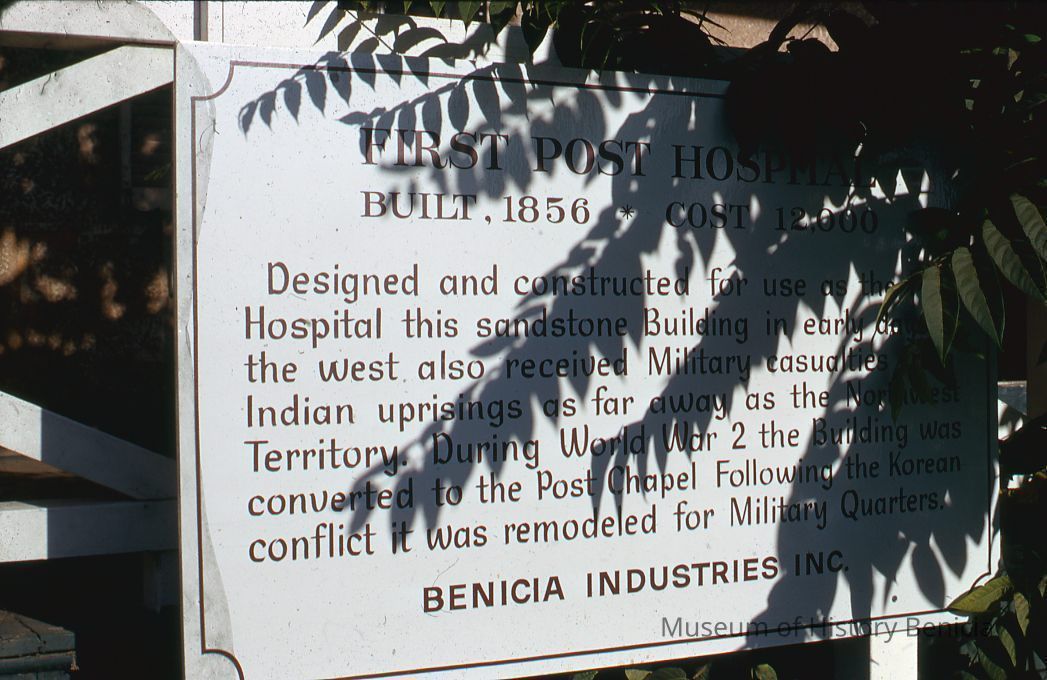 FIRST POST HOSPITAL
BUILT, 1856 * COST 12,000
Designed and constructed for use as the
Hospital this sandstone Building in early
the west also received Military casualties
Indian uprisings as far away as the Northwest
Territory. During World War 2 the Building was
converted to the Post Chapel Following the Korean
conflict it was remodeled for Military Quarters.
BENICIA INDUSTRIES INC.
Museum of History Benicia